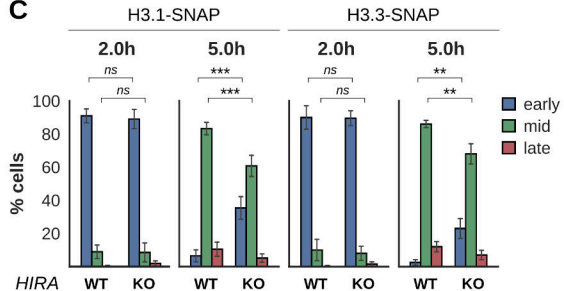 C
H3.1-SNAP H3.3-SNAP
2.0h 5.0h 2.0h 5.0h
ns *** ns **
ns *** ns **
early
mid
late
% cells
100
80
60
40
20
HIRA WT KO WT KO WT KO WT KO